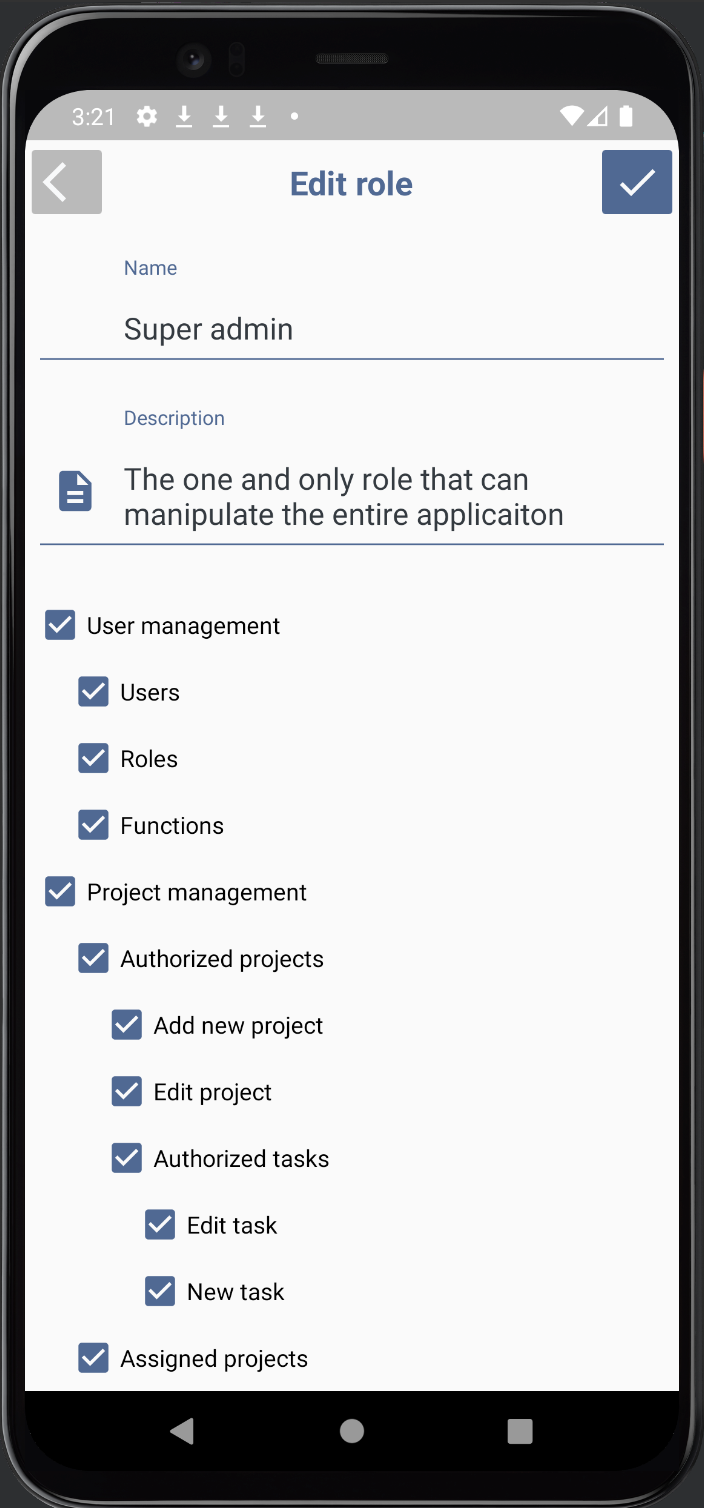 3:21
Edit role
Name
Super admin
Description
The one and only role that can
manipulate the entire applicaiton
User management
Users
Roles
Functions
Project management
Authorized projects
Add new project
Edit project
Authorized tasks
Edit task
New task
Assigned projects